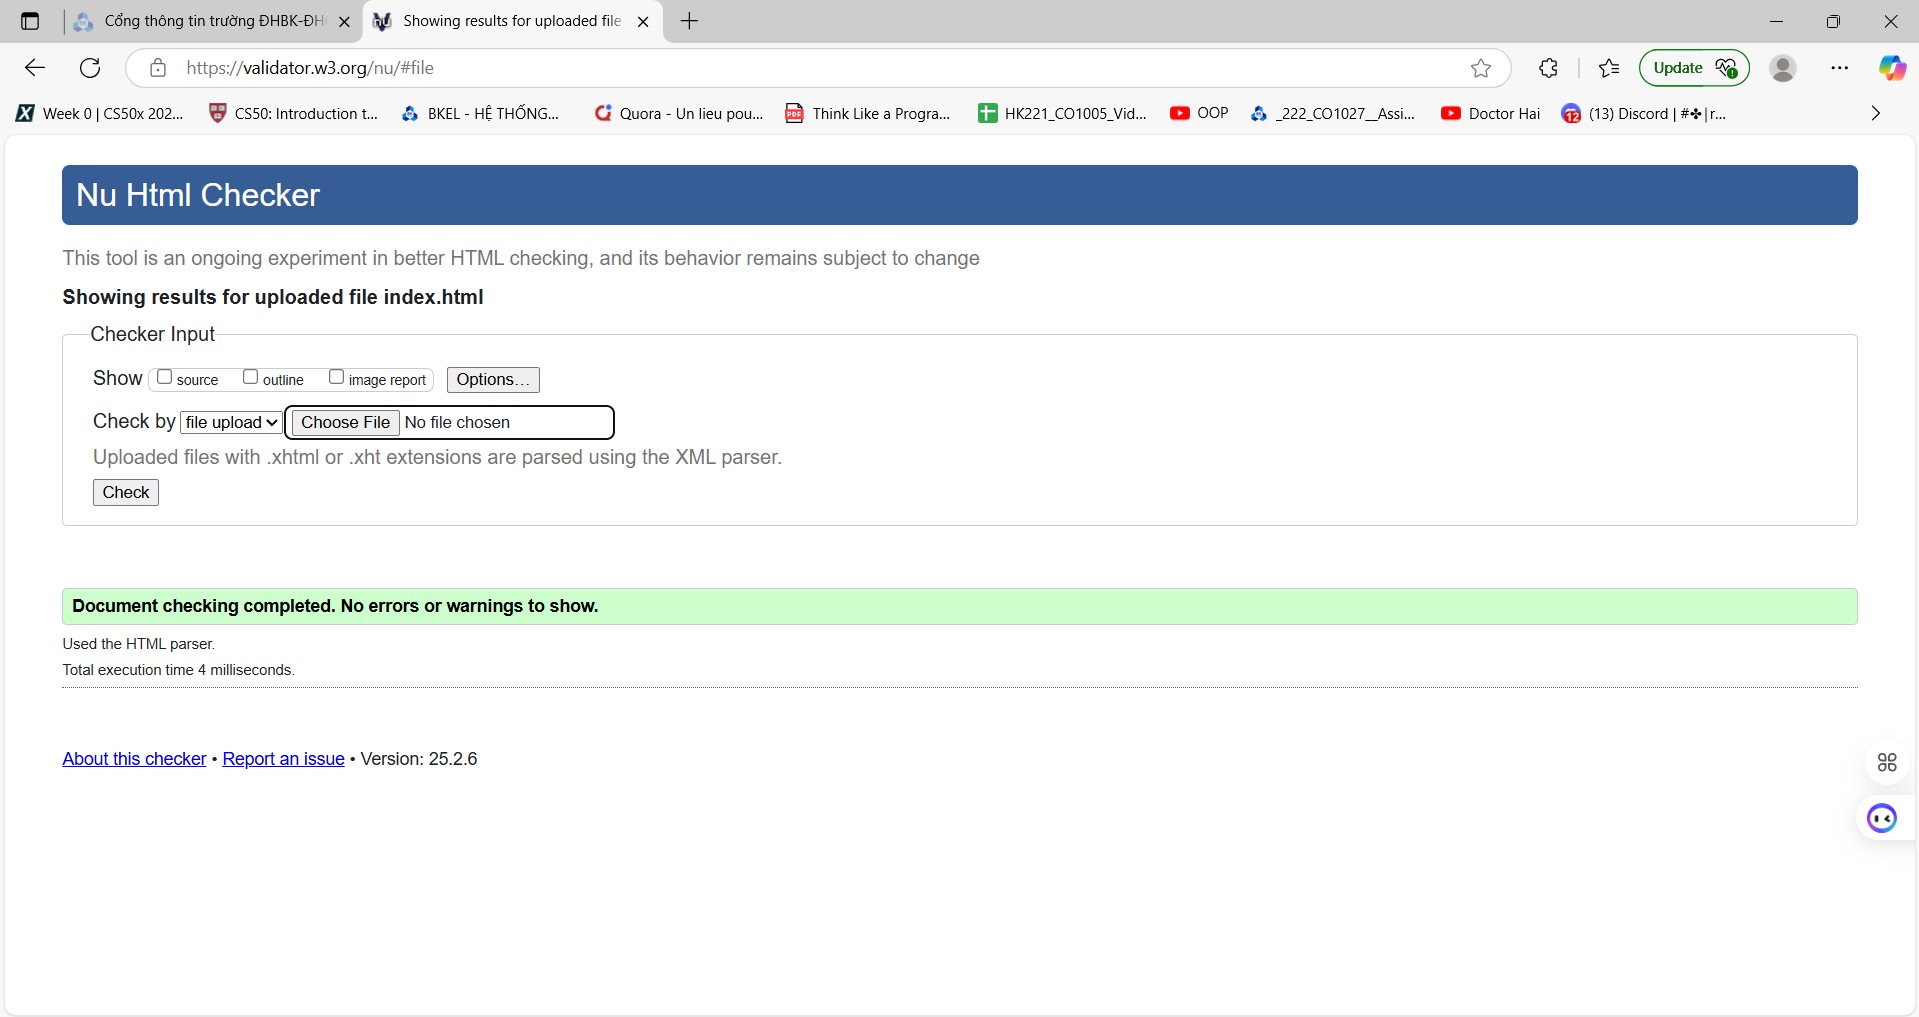 Cổng thông tin trường ĐHBK-ĐH
Showing results for uploaded file
https://validator.w3.org/nu/#file
Update
Week 0 | CS50x 202...
CS50: Introduction t...
BKEL - HỆ THỐNG...
Quora - Un lieu pou...
PDF
Think Like a Progra...
HK221_CO1005_Vid...
OOP
_222_CO1027__Assi...
Doctor Hai
12
(13) Discord | #✤|r...
Nu Html Checker
This tool is an ongoing experiment in better HTML checking, and its behavior remains subject to change
Showing results for uploaded file index.html
Checker Input
Show source outline image report Options...
Check by file upload Choose File No file chosen
Uploaded files with .xhtml or .xht extensions are parsed using the XML parser.
Check
Document checking completed. No errors or warnings to show.
Used the HTML parser.
Total execution time 4 milliseconds.
About this checker • Report an issue • Version: 25.2.6